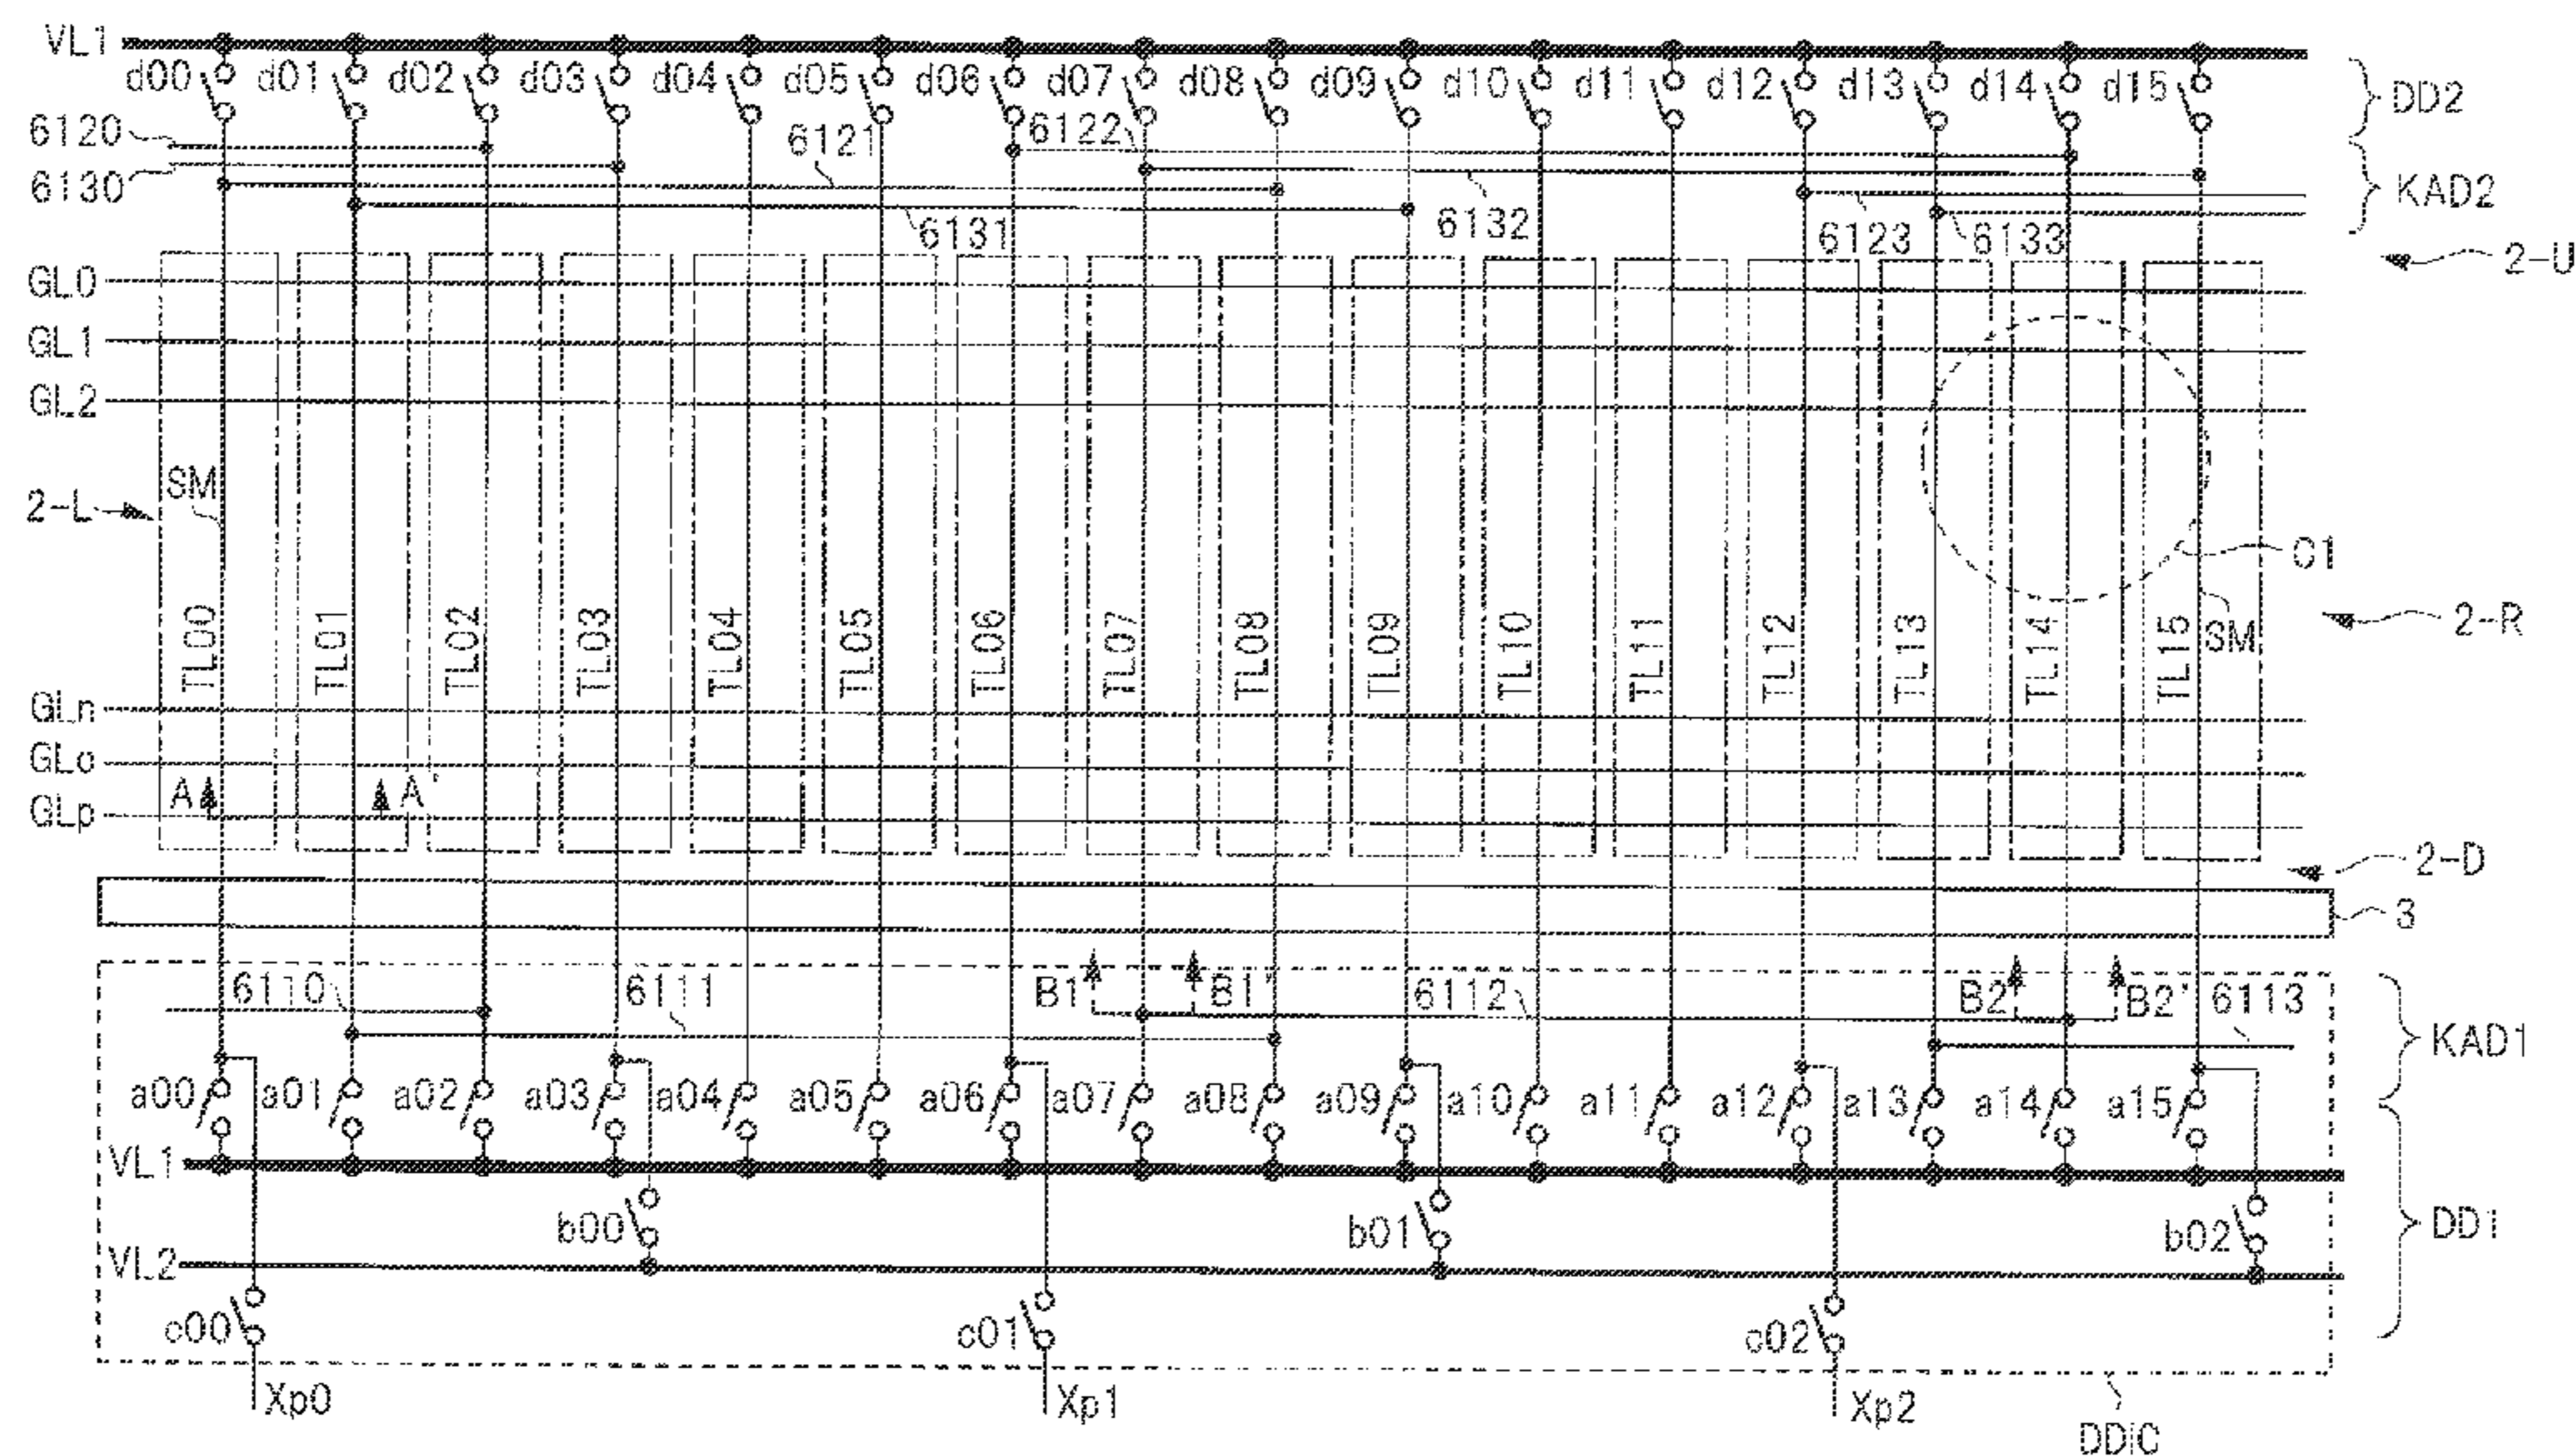 VL1
d00 d01 d02 d03 d04 d05 d06 d07 d08 d09 d10 d11 d12 d13 d14 d15
DD2
6120 6121 6122
6130
KAD2
6131 6132 6123 6133
2-U
GL0
GL1
GL2
SM
2-L
C1
2-R
TL00 TL01 TL02 TL03 TL04 TL05 TL06 TL07 TL08 TL09 TL10 TL11 TL12 TL13 TL14 TL15
SM
GLn
GLo
A A'
GLp
2-D
3
6110 6111 B1 B1' 6112 B2 B2' 6113
KAD1
a00 a01 a02 a03 a04 a05 a06 a07 a08 a09 a10 a11 a12 a13 a14 a15
VL1
b00 b01 b02
DD1
VL2
c00 c01 c02
Xp0 Xp1 Xp2
DDIC